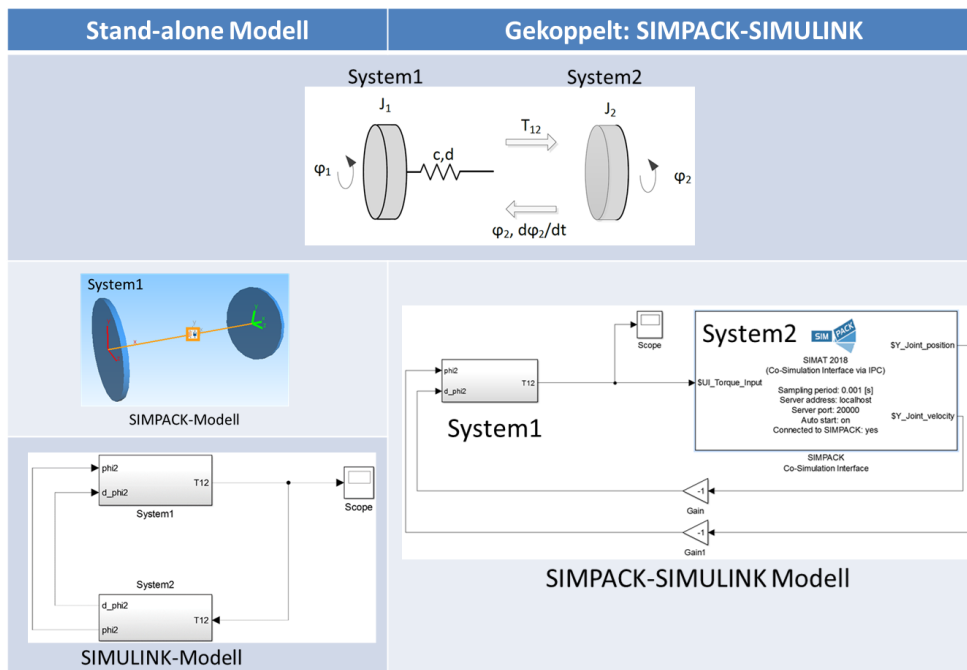 Stand-alone Modell
Gekoppelt: SIMPACK-SIMULINK
System1
System2
J₁
J₂
T₁₂
c,d
φ₁
φ₂
φ₂, dφ₂/dt
System1
x
y
SIMPACK-Modell
phi2
d_phi2
T12
System1
Scope
System2
d_phi2
phi2
T12
SIMULINK-Modell
Scope
phi2
d_phi2
T12
System1
System2
SIM PACK
SIMAT 2018
(Co-Simulation Interface via IPC)
Sampling period: 0.001 [s]
Server address: localhost
Server port: 20000
Auto start: on
Connected to SIMPACK: yes
$UI_Torque_Input
$Y_Joint_position
$Y_Joint_velocity
SIMPACK
Co-Simulation Interface
-1
Gain
-1
Gain1
SIMPACK-SIMULINK Modell